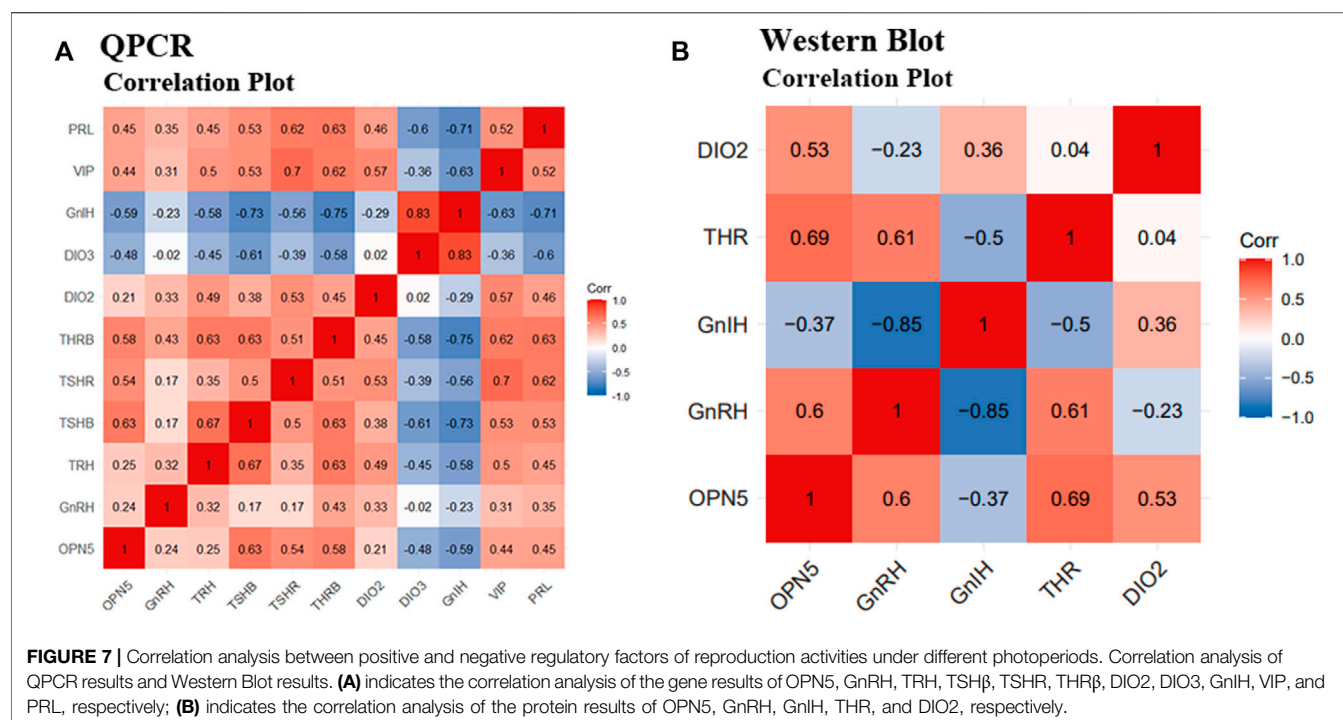 A QPCR
Correlation Plot
PRL 0.45 0.35 0.45 0.53 0.62 0.63 0.46 -0.6 -0.71 0.52 1
VIP 0.44 0.31 0.5 0.53 0.7 0.62 0.57 -0.36 -0.63 1 0.52
GnIH -0.59 -0.23 -0.58 -0.73 -0.56 -0.75 -0.29 0.83 1 -0.63 -0.71
DIO3 -0.48 -0.02 -0.45 -0.61 -0.39 -0.58 0.02 1 0.83 -0.36 -0.6
DIO2 0.21 0.33 0.49 0.38 0.53 0.45 1 0.02 -0.29 0.57 0.46
THRB 0.58 0.43 0.63 0.63 0.51 1 0.45 -0.58 -0.75 0.62 0.63
TSHR 0.54 0.17 0.35 0.5 1 0.51 0.53 -0.39 -0.56 0.7 0.62
TSHB 0.63 0.17 0.67 1 0.5 0.63 0.38 -0.61 -0.73 0.53 0.53
TRH 0.25 0.32 1 0.67 0.35 0.63 0.49 -0.45 -0.58 0.5 0.45
GnRH 0.24 1 0.32 0.17 0.17 0.43 0.33 -0.02 -0.23 0.31 0.35
OPN5 1 0.24 0.25 0.63 0.54 0.58 0.21 -0.48 -0.59 0.44 0.45
OPN5 GnRH TRH TSHB TSHR THRB DIO2 DIO3 GnIH VIP PRL
Corr
1.0
0.5
0.0
-0.5
-1.0
B Western Blot
Correlation Plot
DIO2 0.53 −0.23 0.36 0.04 1
THR 0.69 0.61 −0.5 1 0.04
GnIH −0.37 −0.85 1 −0.5 0.36
GnRH 0.6 1 −0.85 0.61 −0.23
OPN5 1 0.6 −0.37 0.69 0.53
OPN5 GnRH GnIH THR DIO2
Corr
1.0
0.5
0.0
−0.5
−1.0
FIGURE 7 | Correlation analysis between positive and negative regulatory factors of reproduction activities under different photoperiods. Correlation analysis of
QPCR results and Western Blot results. (A) indicates the correlation analysis of the gene results of OPN5, GnRH, TRH, TSHβ, TSHR, THRβ, DIO2, DIO3, GnIH, VIP, and
PRL, respectively; (B) indicates the correlation analysis of the protein results of OPN5, GnRH, GnIH, THR, and DIO2, respectively.